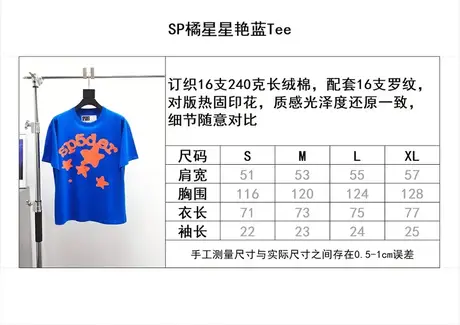 SP橘星星艳蓝Tee
订织16支240克长绒棉，配套16支罗纹，
对版热固印花，质感光泽度还原一致，
细节随意对比
sp5der
尺码 S M L XL
肩宽 51 53 55 57
胸围 116 120 124 128
衣长 71 73 75 77
袖长 22 23 24 25
手工测量尺寸与实际尺寸之间存在0.5-1cm误差